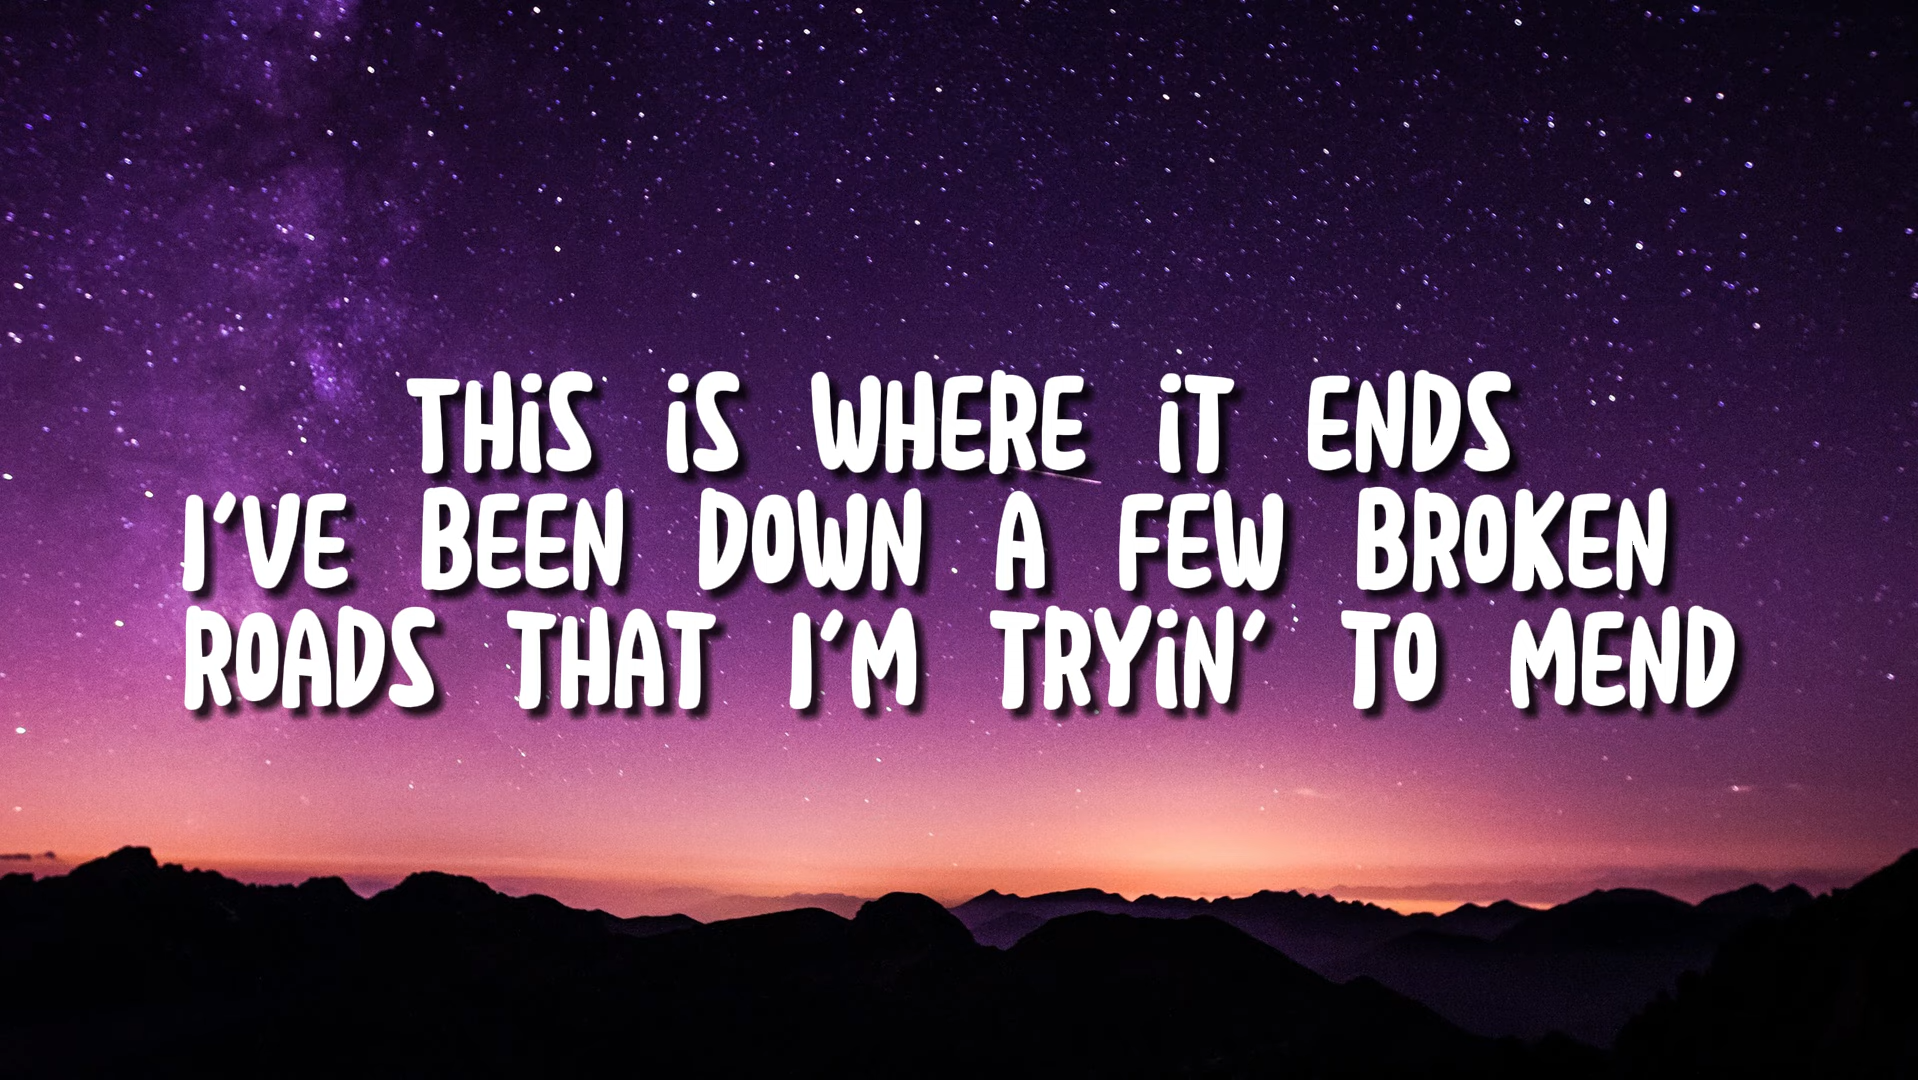 THiS iS WHERE iT ENDS
I'VE BEEN DOWN A FEW BROKEN
ROADS THAT I'M TRYiN' TO MEND